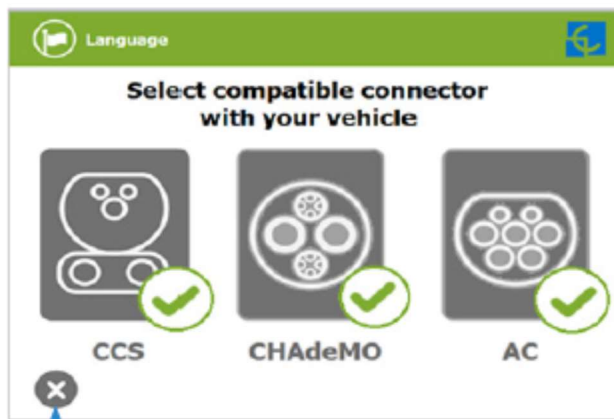 Language
Select compatible connector
with your vehicle
CCS
CHAdeMO
AC